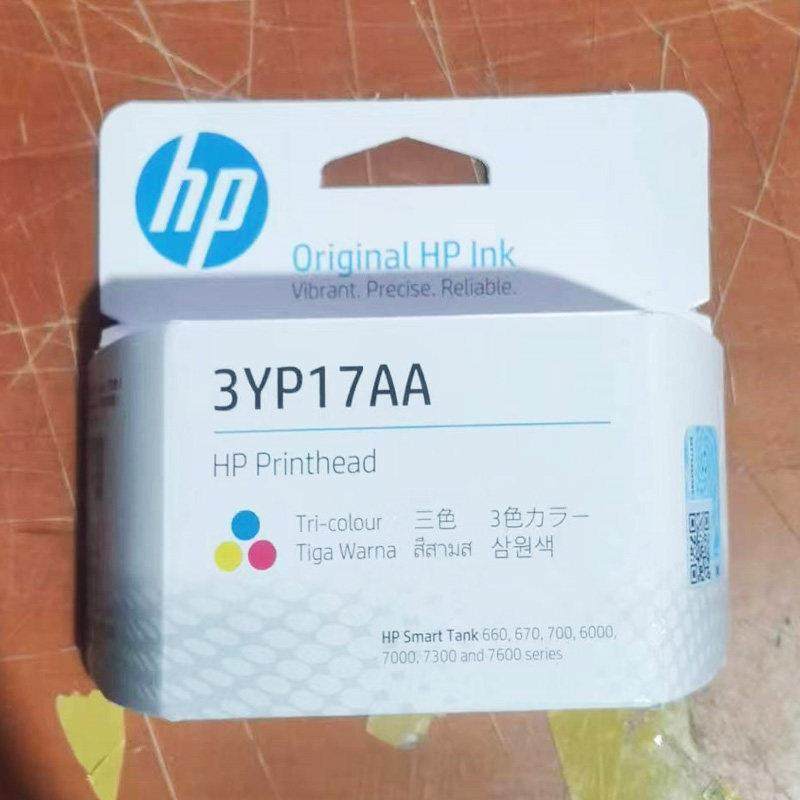 hp
Original HP Ink
Vibrant. Precise. Reliable.
3YP17AA
HP Printhead
Tri-colour 三色 3色カラー
Tiga Warna สีสามส 삼원색
HP Smart Tank 660, 670, 700, 6000,
7000, 7300 and 7600 series